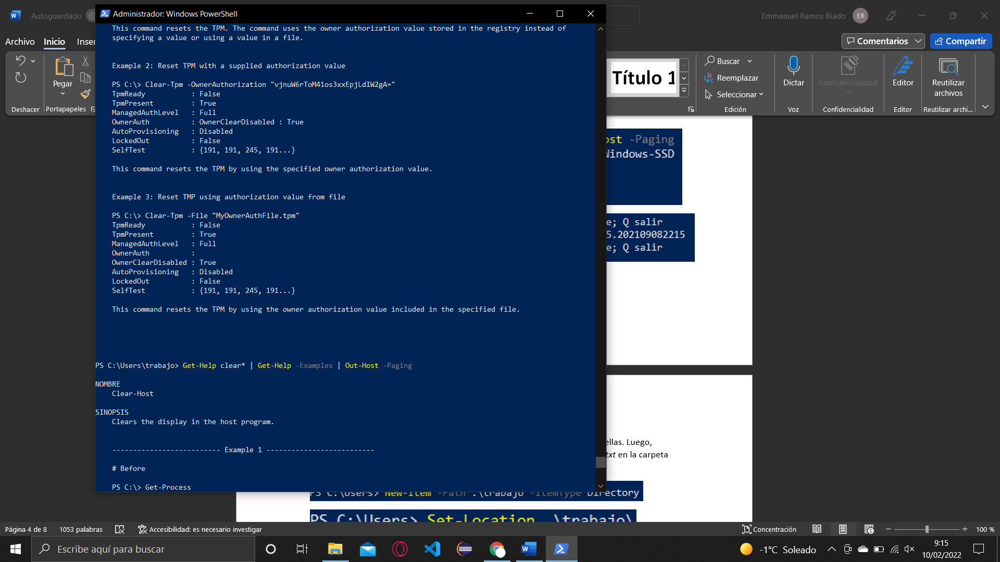 Autoguardado
Administrador: Windows PowerShell
Emmanuel Ramos Biado
ER
Archivo
Inicio
Comentarios
Compartir
Pegar
Deshacer
Portapapeles
Título 1
Buscar
Reemplazar
Seleccionar
Edición
Dictar
Voz
Confidencialidad
Confidencialidad
Editor
Editor
Reutilizar
archivos
Reutilizar archi...
This command resets the TPM. The command uses the owner authorization value stored in the registry instead of
specifying a value or using a value in a file.
Example 2: Reset TPM with a supplied authorization value
PS C:\> Clear-Tpm -OwnerAuthorization "vjnuW6rToM41os3xxEpjLdIW2gA="
TpmReady : False
TpmPresent : True
ManagedAuthLevel : Full
OwnerAuth : OwnerClearDisabled : True
AutoProvisioning : Disabled
LockedOut : False
SelfTest : {191, 191, 245, 191...}
This command resets the TPM by using the specified owner authorization value.
Example 3: Reset TMP using authorization value from file
PS C:\> Clear-Tpm -File "MyOwnerAuthFile.tpm"
TpmReady : False
TpmPresent : True
ManagedAuthLevel : Full
OwnerAuth :
OwnerClearDisabled : True
AutoProvisioning : Disabled
LockedOut : False
SelfTest : {191, 191, 245, 191...}
This command resets the TPM by using the owner authorization value included in the specified file.
PS C:\Users\trabajo> Get-Help clear* | Get-Help -Examples | Out-Host -Paging
NOMBRE
Clear-Host
SINOPSIS
Clears the display in the host program.
-------------------------- Example 1 --------------------------
# Before
PS C:\> Get-Process
-Paging
Windows-SSD
e; Q salir
5.202109082215
e; Q salir
ellas. Luego,
txt en la carpeta
PS C:\Users> New-Item -Path .\trabajo -ItemType Directory
PS C:\Users> Set-Location .\trabajo\
Página 4 de 8
1053 palabras
Accesibilidad: es necesario investigar
Concentración
100 %
Escribe aquí para buscar
-1°C Soleado
9:15
10/02/2022